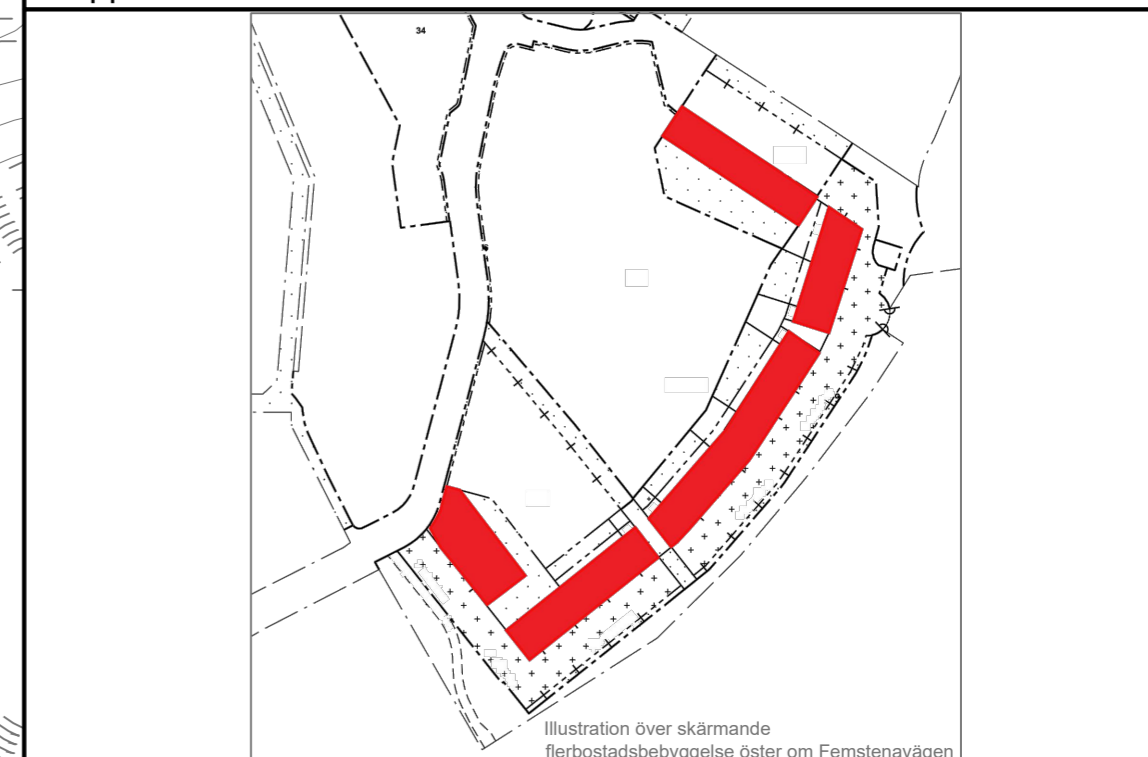 34
Illustration över skärmande
flerbostadsbebyggelse öster om Femstenavägen